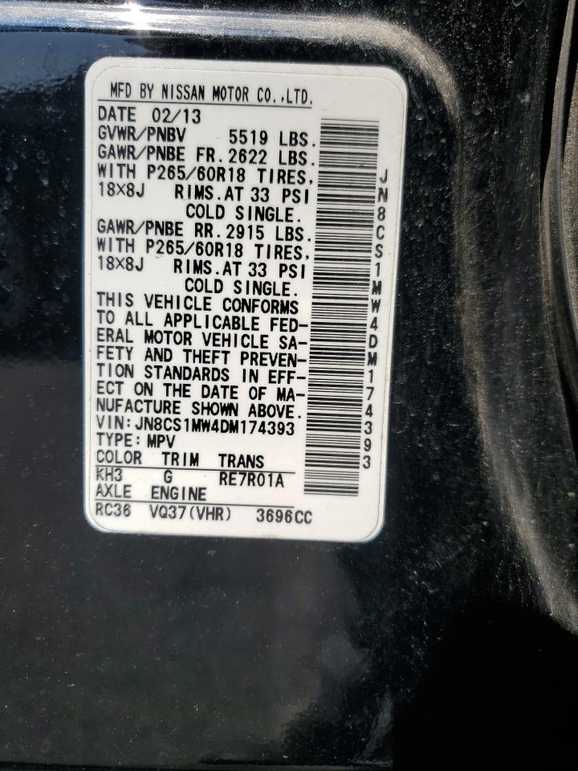 MFD BY NISSAN MOTOR CO.,LTD.
DATE 02/13
GVWR/PNBV 5519 LBS.
GAWR/PNBE FR. 2622 LBS.
WITH P265/60R18 TIRES,
18×8J RIMS.AT 33 PSI
COLD SINGLE.
GAWR/PNBE RR. 2915 LBS.
WITH P265/60R18 TIRES,
18×8J RIMS.AT 33 PSI
COLD SINGLE.
THIS VEHICLE CONFORMS
TO ALL APPLICABLE FED-
ERAL MOTOR VEHICLE SA-
FETY AND THEFT PREVEN-
TION STANDARDS IN EFF-
ECT ON THE DATE OF MA-
NUFACTURE SHOWN ABOVE.
VIN:JN8CS1MW4DM174393
TYPE: MPV
COLOR TRIM TRANS
KH3 G RE7R01A
AXLE ENGINE
RC36 VQ37(VHR) 3696CC
JN8CS1MW4DM174393